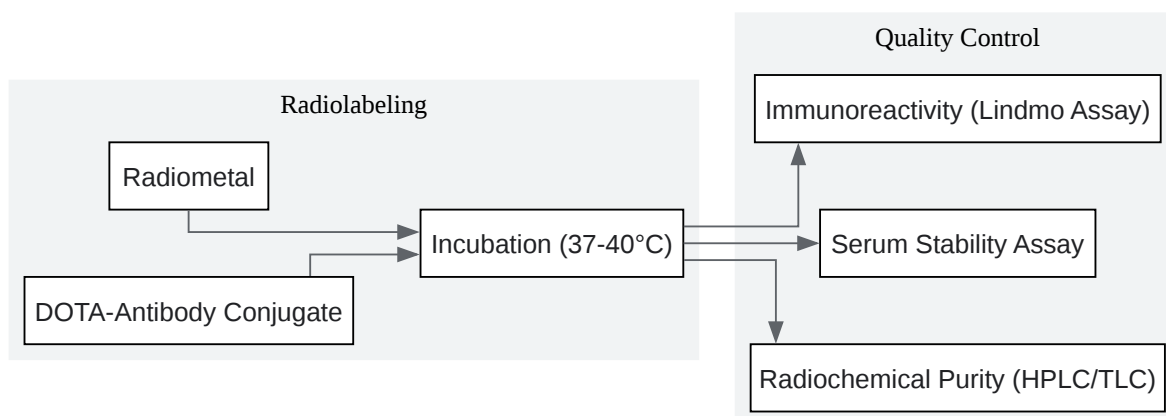 Quality Control
Radiolabeling
Immunoreactivity (Lindmo Assay)
Radiometal
Incubation (37-40°C)
Serum Stability Assay
DOTA-Antibody Conjugate
Radiochemical Purity (HPLC/TLC)